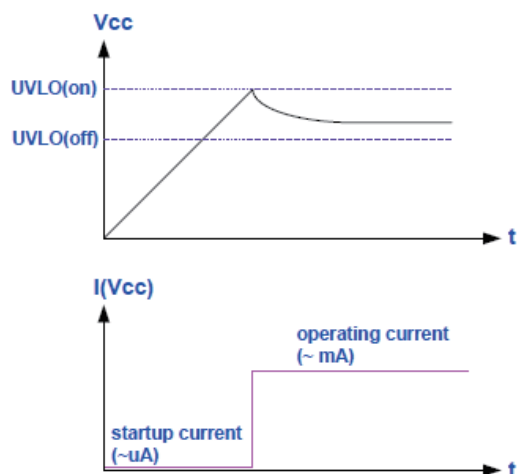 Vcc
UVLO(on)
UVLO(off)
t
I(Vcc)
operating current
(~ mA)
startup current
(~uA)
t